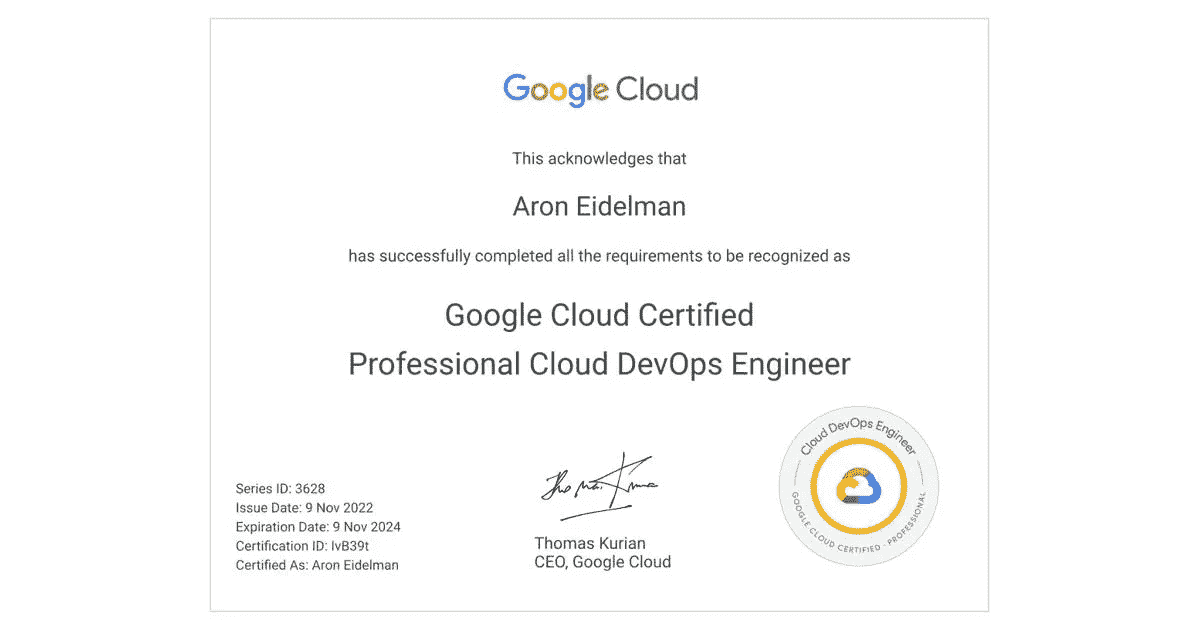 Google Cloud
This acknowledges that
Aron Eidelman
has successfully completed all the requirements to be recognized as
Google Cloud Certified
Professional Cloud DevOps Engineer
Series ID: 3628
Issue Date: 9 Nov 2022
Expiration Date: 9 Nov 2024
Certification ID: IvB39t
Certified As: Aron Eidelman
Thomas Kurian
Thomas Kurian
CEO, Google Cloud
Cloud DevOps Engineer
GOOGLE CLOUD CERTIFIED - PROFESSIONAL